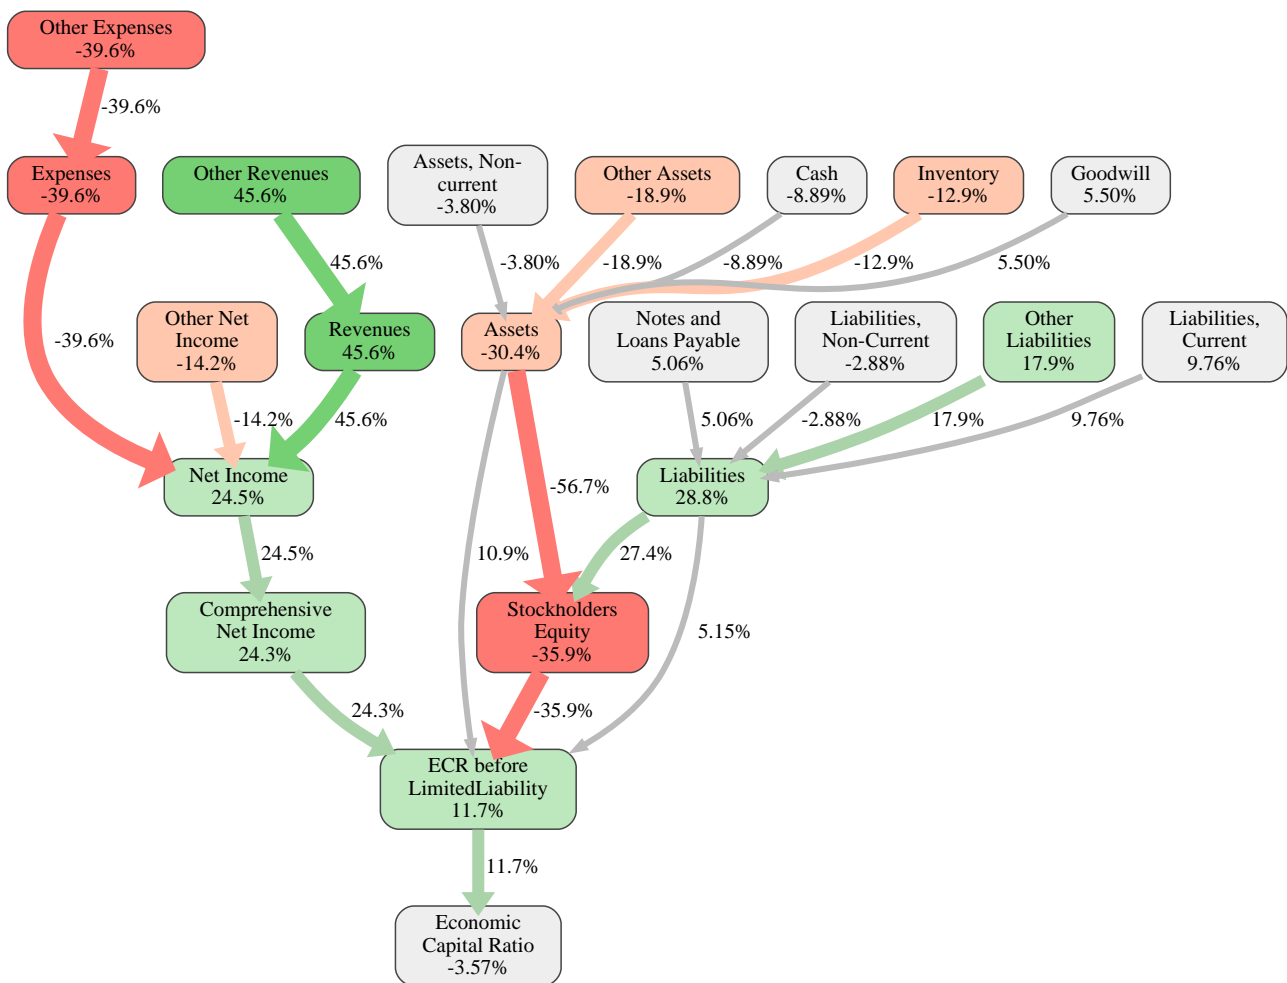 Other Expenses
-39.6%
-39.6%
Expenses
-39.6%
Other Revenues
45.6%
Assets, Non-
current
-3.80%
Other Assets
-18.9%
Cash
-8.89%
Inventory
-12.9%
Goodwill
5.50%
45.6%
-3.80%
-18.9%
-8.89%
-12.9%
5.50%
-39.6%
Other Net
Income
-14.2%
Revenues
45.6%
Assets
-30.4%
Notes and
Loans Payable
5.06%
Liabilities,
Non-Current
-2.88%
Other
Liabilities
17.9%
Liabilities,
Current
9.76%
-14.2%
45.6%
5.06%
-2.88%
17.9%
9.76%
Net Income
24.5%
-56.7%
Liabilities
28.8%
24.5%
10.9%
27.4%
Comprehensive
Net Income
24.3%
Stockholders
Equity
-35.9%
5.15%
24.3%
-35.9%
ECR before
LimitedLiability
11.7%
11.7%
Economic
Capital Ratio
-3.57%